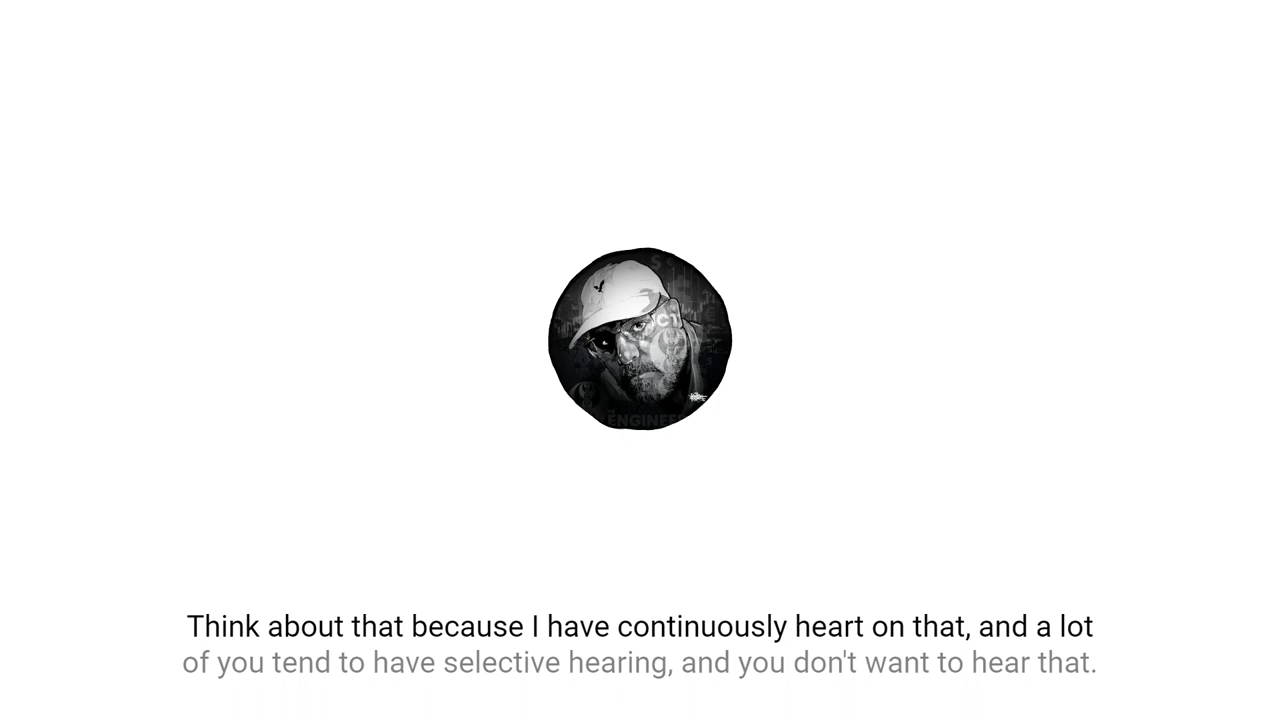 ENGINEER
Think about that because I have continuously heart on that, and a lot
of you tend to have selective hearing, and you don't want to hear that.